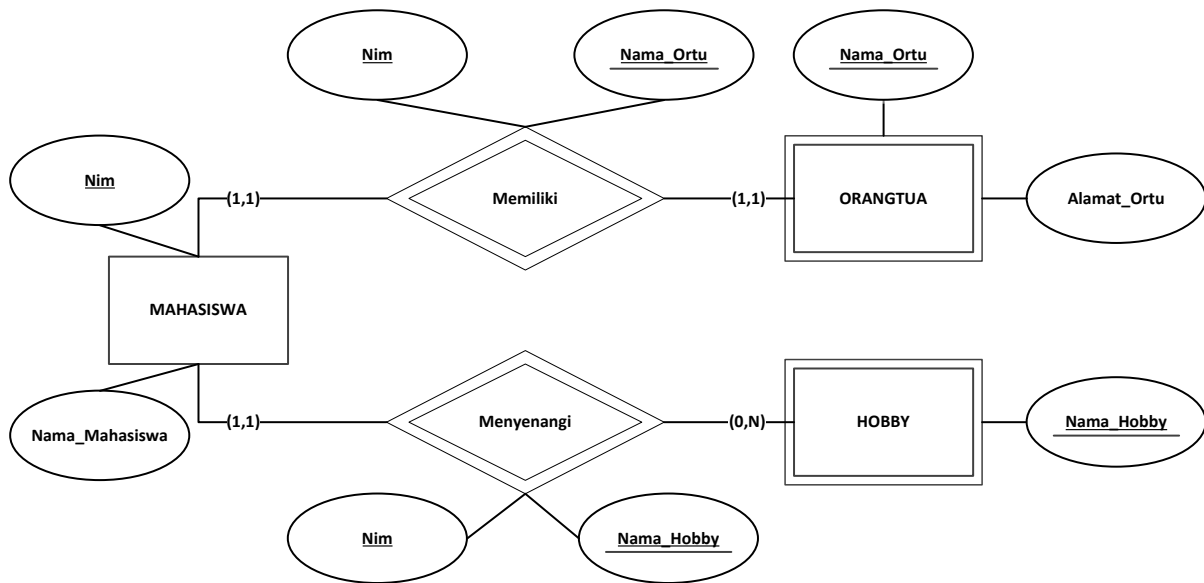 Nim
Nama_Ortu
Nama_Ortu
Nim
(1,1)
Memiliki
(1,1)
ORANGTUA
Alamat_Ortu
MAHASISWA
Nama_Mahasiswa
(1,1)
Menyenangi
(0,N)
HOBBY
Nama_Hobby
Nim
Nama_Hobby